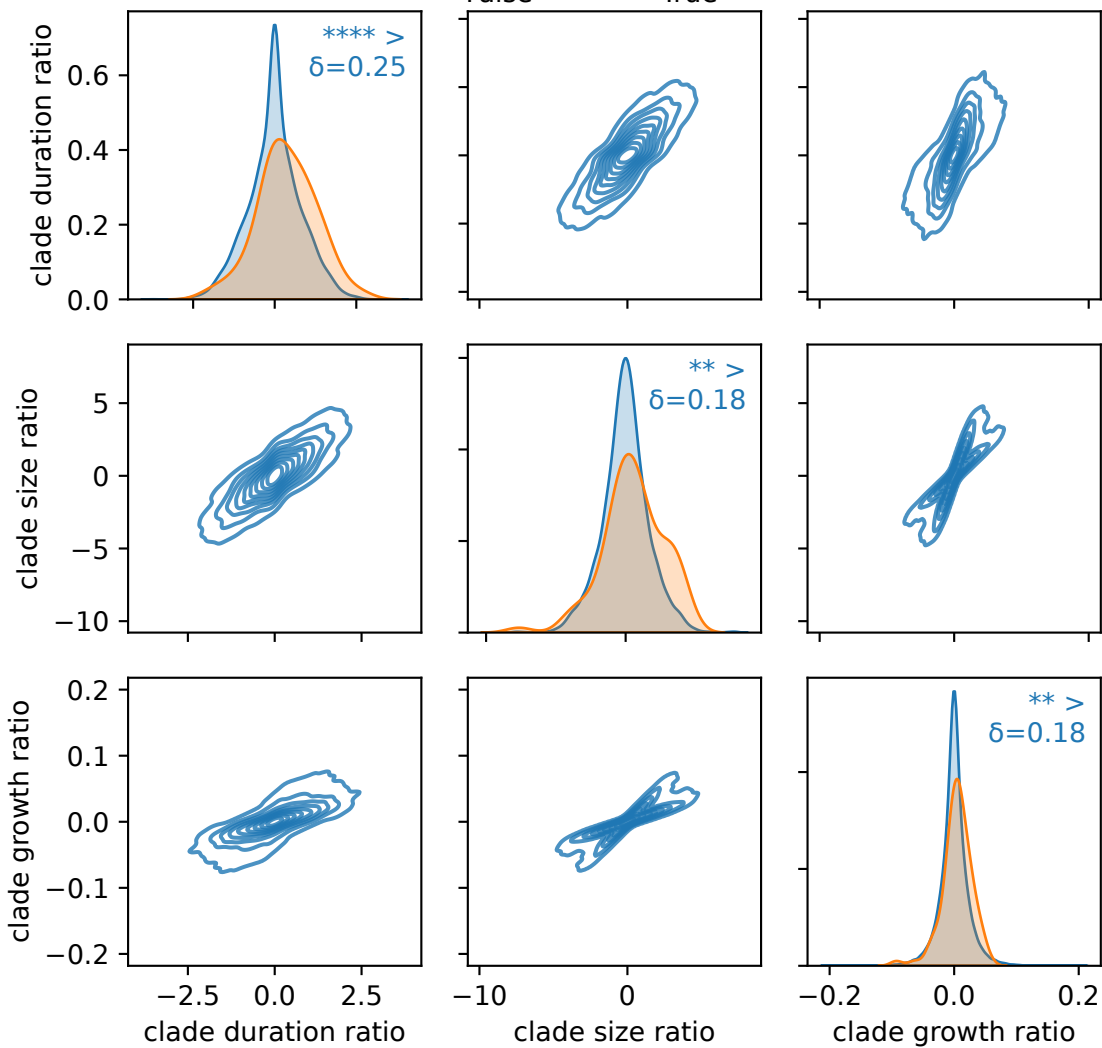 clade duration ratio
0.6
0.4
0.2
0.0
**** >
δ=0.25
clade size ratio
5
0
−5
−10
** >
δ=0.18
clade growth ratio
0.2
0.1
0.0
−0.1
−0.2
** >
δ=0.18
−2.5 0.0 2.5
−10 0
−0.2 0.0 0.2
clade duration ratio
clade size ratio
clade growth ratio